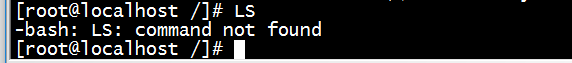 [root@localhost /]# LS
-bash: LS: command not found
[root@localhost /]#